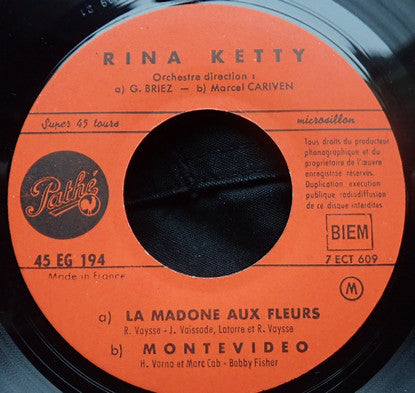 RINA KETTY
Orchestre direction :
a) G. BRIEZ — b) Marcel CARIVEN
Super 45 tours
microsillon
Tous droits du producteur
phonographique et du
propriétaire de l'œuvre
enregistrée réservés.
Duplication, exécution
publique, radiodiffusion
de ce disque interdites.
Pathé
BIEM
45 EG 194
7 ECT 609
Made in France
M
a) LA MADONE AUX FLEURS
R. Vaysse - J. Vaissade, Latorre et R. Vaysse
b) MONTEVIDEO
H. Varna et Marc Cab - Bobby Fisher